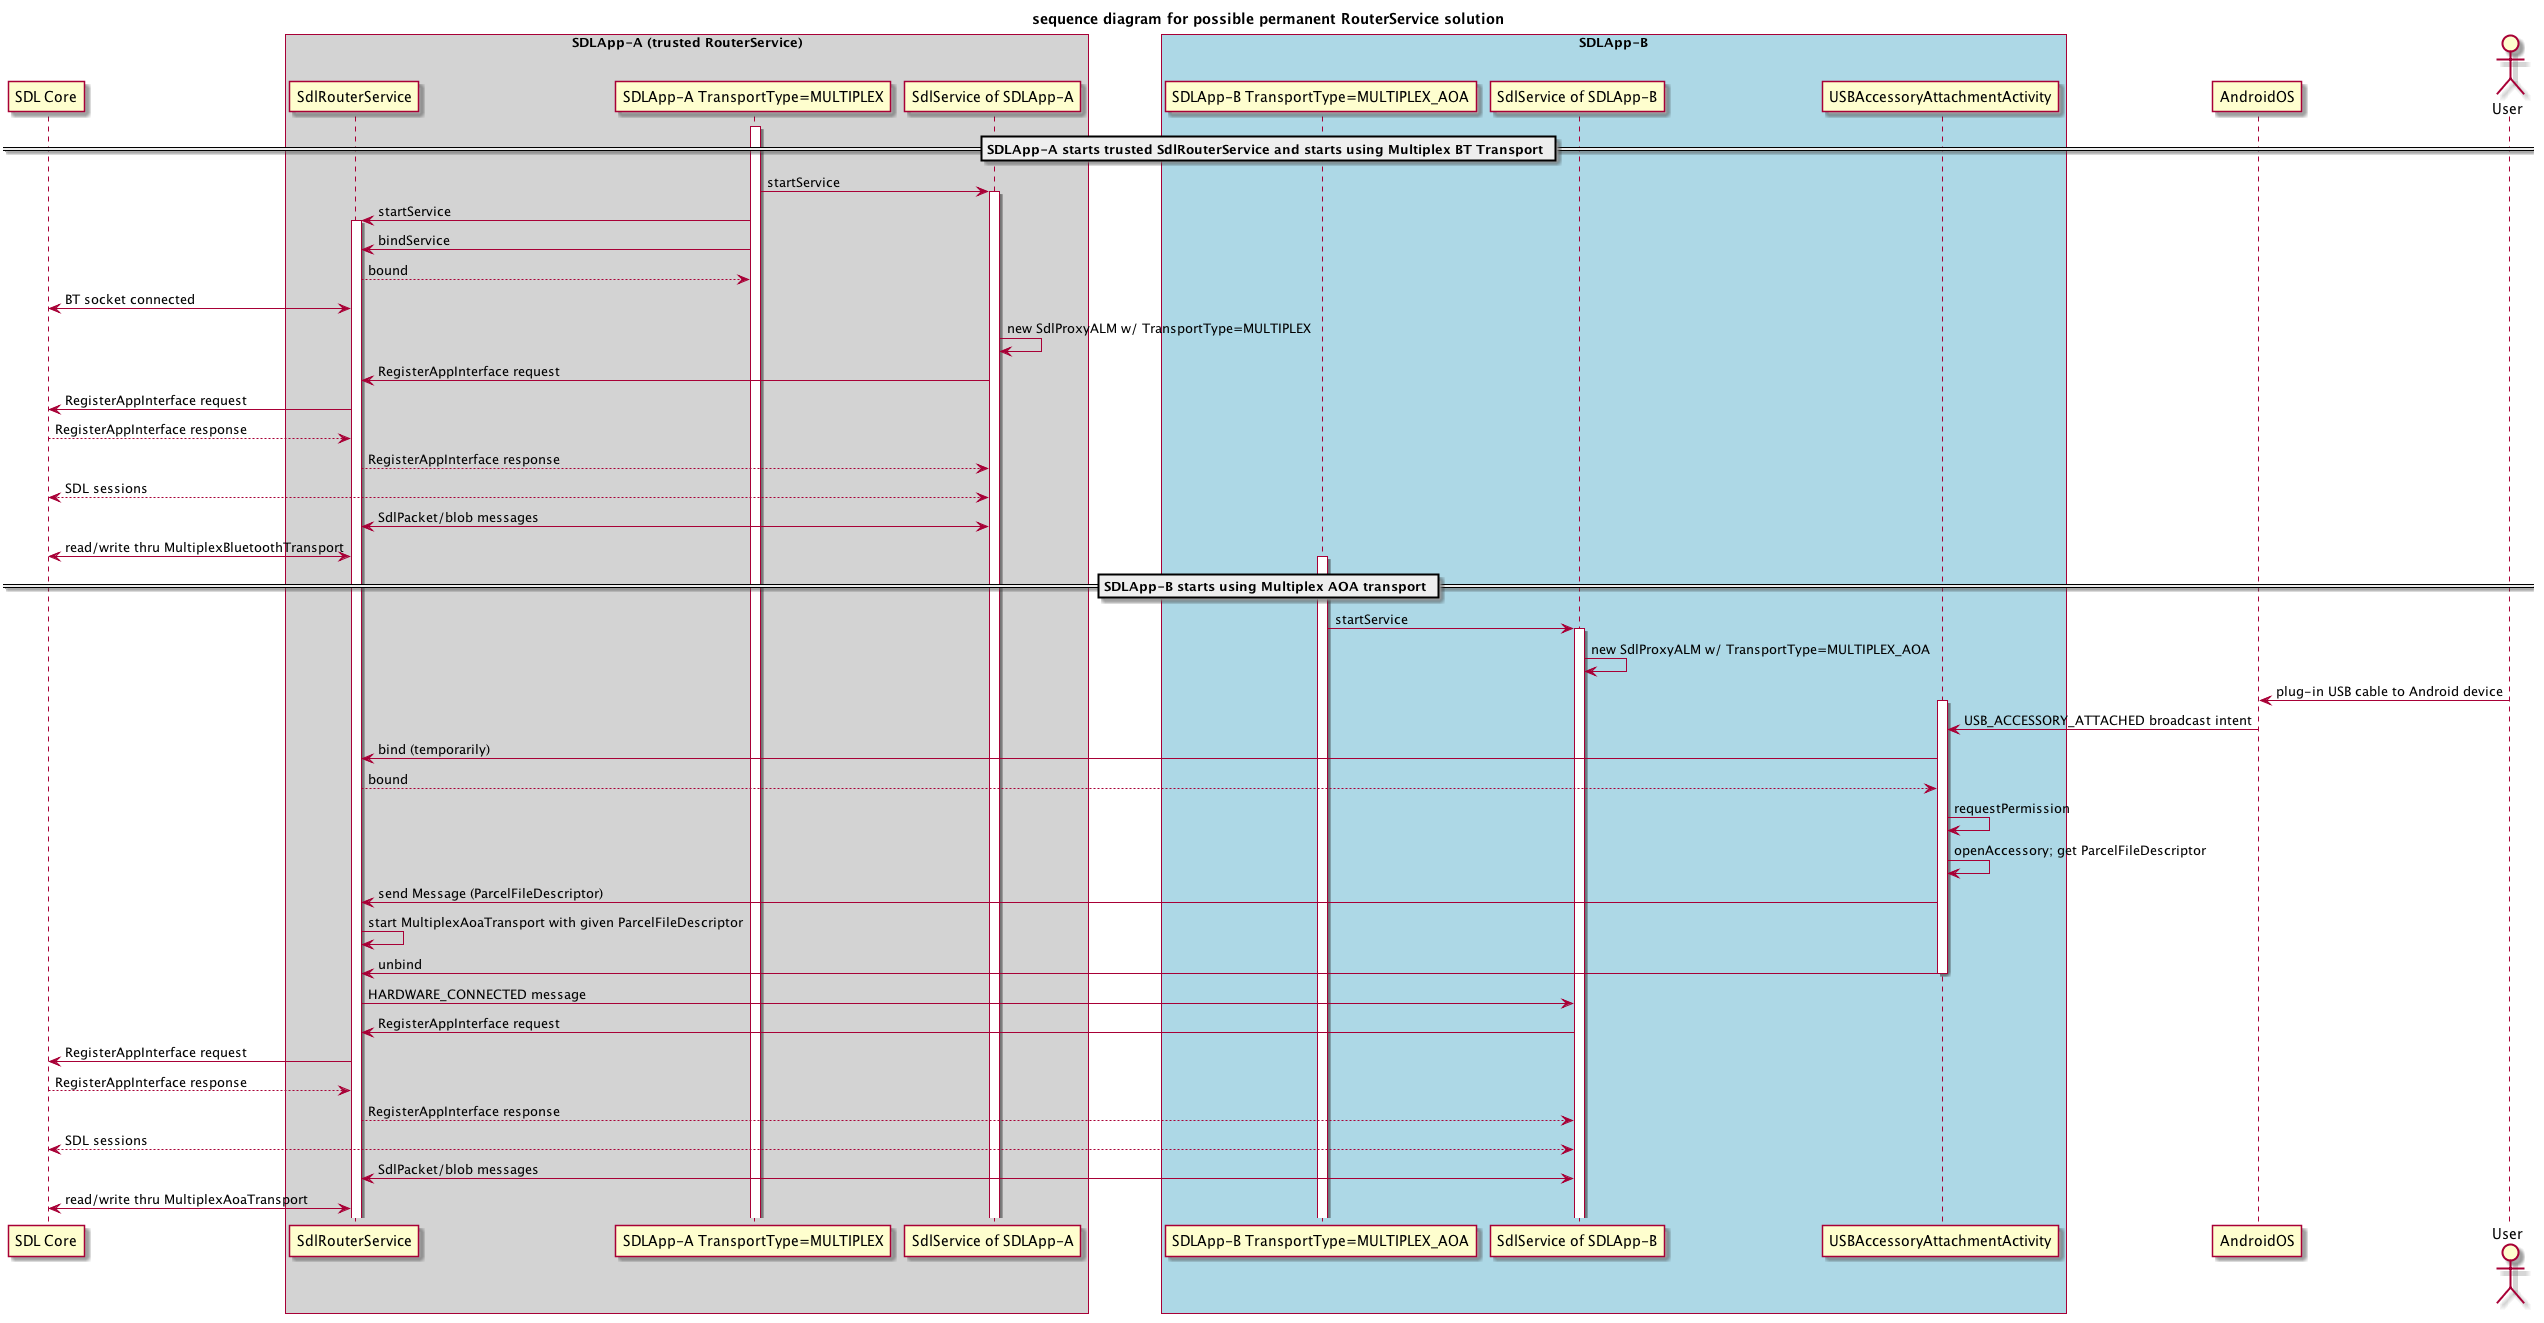 sequence diagram for possible permanent RouterService solution
SDLApp-A (trusted RouterService)
SDLApp-B
SDL Core
SdlRouterService
SDLApp-A TransportType=MULTIPLEX
SdlService of SDLApp-A
SDLApp-B TransportType=MULTIPLEX_AOA
SdlService of SDLApp-B
USBAccessoryAttachmentActivity
AndroidOS
User
SDLApp-A starts trusted SdlRouterService and starts using Multiplex BT Transport
startService
startService
bindService
bound
BT socket connected
new SdlProxyALM w/ TransportType=MULTIPLEX
RegisterAppInterface request
RegisterAppInterface request
RegisterAppInterface response
RegisterAppInterface response
SDL sessions
SdlPacket/blob messages
read/write thru MultiplexBluetoothTransport
SDLApp-B starts using Multiplex AOA transport
startService
new SdlProxyALM w/ TransportType=MULTIPLEX_AOA
plug-in USB cable to Android device
USB_ACCESSORY_ATTACHED broadcast intent
bind (temporarily)
bound
requestPermission
openAccessory; get ParcelFileDescriptor
send Message (ParcelFileDescriptor)
start MultiplexAoaTransport with given ParcelFileDescriptor
unbind
HARDWARE_CONNECTED message
RegisterAppInterface request
RegisterAppInterface request
RegisterAppInterface response
RegisterAppInterface response
SDL sessions
SdlPacket/blob messages
read/write thru MultiplexAoaTransport
SDL Core
SdlRouterService
SDLApp-A TransportType=MULTIPLEX
SdlService of SDLApp-A
SDLApp-B TransportType=MULTIPLEX_AOA
SdlService of SDLApp-B
USBAccessoryAttachmentActivity
AndroidOS
User